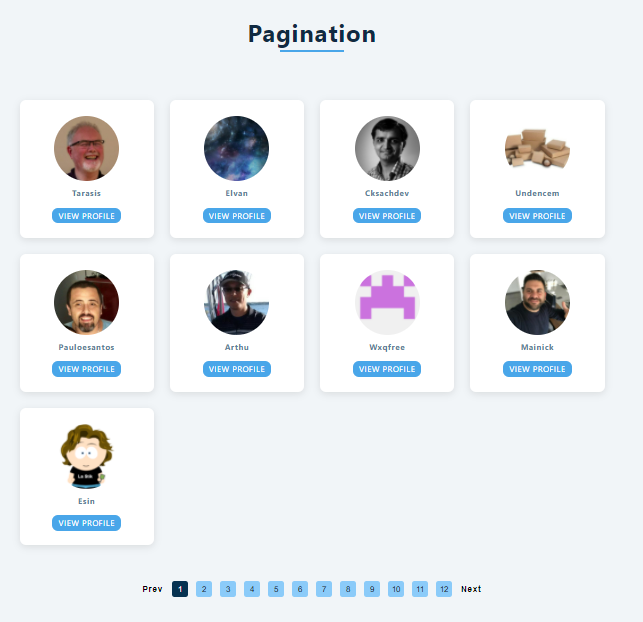 Pagination
Tarasis Elvan Cksachdev Undencem
VIEW PROFILE VIEW PROFILE VIEW PROFILE VIEW PROFILE
Pauloesantos Arthu Wxqfree Mainick
VIEW PROFILE VIEW PROFILE VIEW PROFILE VIEW PROFILE
Esin
VIEW PROFILE
Prev 1 2 3 4 5 6 7 8 9 10 11 12 Next